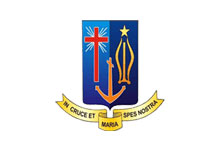 IN CRUCE ET
MARIA
SPES NOSTRA